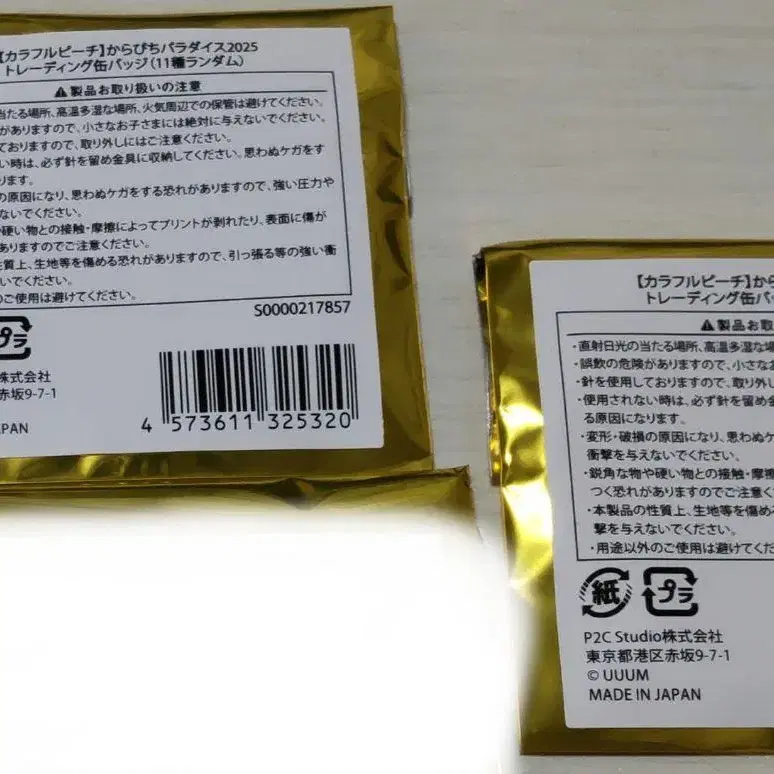 【カラフルピーチ】からぴちパラダイス2025
トレーディング缶バッジ（11種ランダム）
⚠製品お取り扱いの注意
当たる場所、高温多湿な場所、火気周辺での保管は避けてください。
がありますので、小さなお子さまには絶対に与えないでください。
ておりますので、取り外しにはご注意ください。
い時は、必ず針を留め金具に収納してください。思わぬケガをす
ります。
の原因になり、思わぬケガをする恐れがありますので、強い圧力や
ないでください。
や硬い物との接触・摩擦によってプリントが剥れたり、表面に傷が
ありますのでご注意ください。
性質上、生地等を傷める恐れがありますので、引っ張る等の強い衝
いでください。
のご使用は避けてください。
S0000217857
プラ
株式会社
赤坂9-7-1
PAN
4 573611 325320
【カラフルピーチ】から
トレーディング缶バッ
⚠製品お取
・直射日光の当たる場所、高温多湿な場
・誤飲の危険がありますので、小さなお
・針を使用しておりますので、取り外し
・使用されない時は、必ず針を留め金
る原因になります。
・変形・破損の原因になり、思わぬケ
衝撃を与えないでください。
・鋭角な物や硬い物との接触・摩擦
つく恐れがありますのでご注意く
・本製品の性質上、生地等を傷める
撃を与えないでください。
・用途以外のご使用は避けてくだ
紙 プラ
P2C Studio株式会社
東京都港区赤坂9-7-1
© UUUM
MADE IN JAPAN